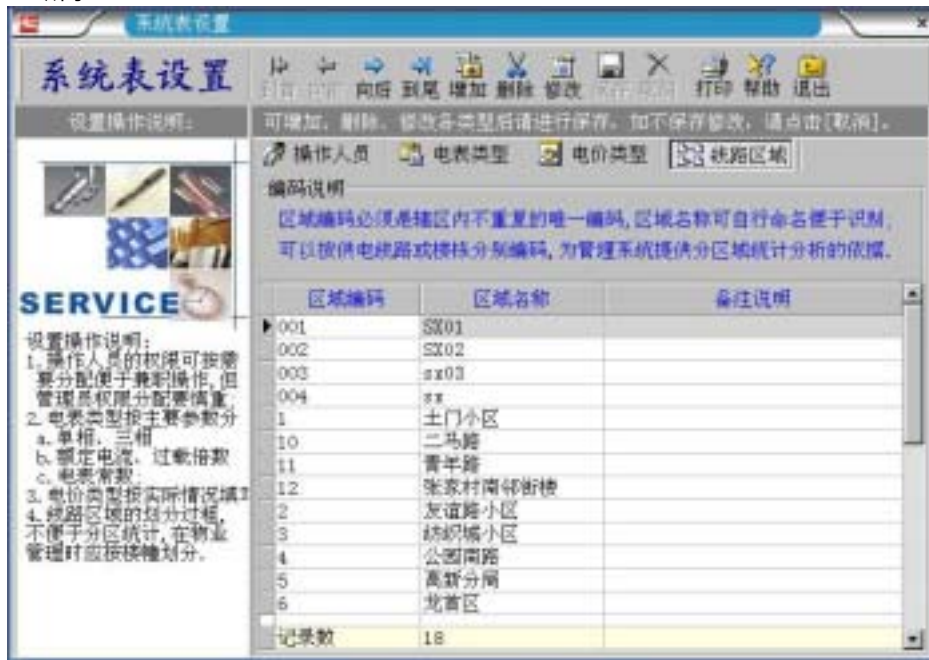 系统表设置
系统表设置
向后 到尾 增加 删除 修改 打印 帮助 退出
设置操作说明：
可增加、删除、修改各类型后请进行保存。如不保存修改，请点击[取消]。
操作人员 电表类型 电价类型 线路区域
编码说明
区域编码必须是辖区内不重复的唯一编码,区域名称可自行命名便于识别,
可以按供电线路或楼栋分别编码,为管理系统提供分区域统计分析的依据.
SERVICE
设置操作说明:
1.操作人员的权限可按需
要分配便于兼职操作,但
管理员权限分配要慎重
2.电表类型按主要参数分
a.单相、三相
b.额定电流、过载倍数
c.电表常数
3.电价类型按实际情况填
4.线路区域的划分过粗,
不便于分区统计,在物业
管理时应按楼幢划分.
区域编码 区域名称 备注说明
001 SX01
002 SX02
003 sx03
004 sx
1 土门小区
10 二马路
11 青年路
12 张家村南邻街楼
2 友谊路小区
3 纺织城小区
4 公园南路
5 高新分局
6 龙首区
记录数 18